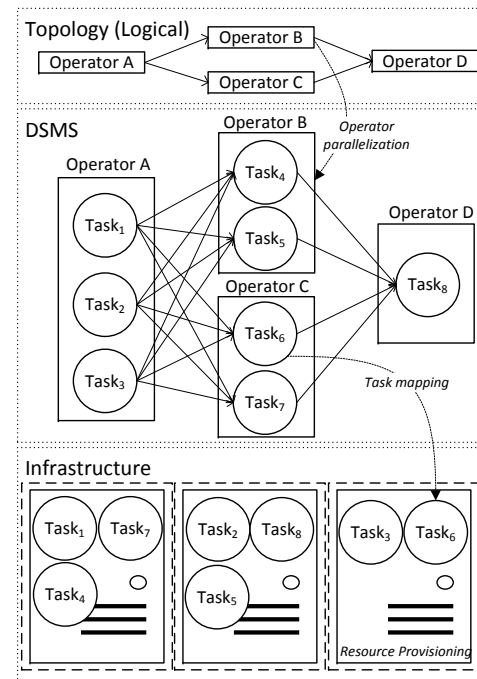 Topology (Logical)
Operator A
Operator B
Operator C
Operator D
DSMS
Operator parallelization
Operator A
Task₁
Task₂
Task₃
Operator B
Task₄
Task₅
Operator C
Task₆
Task₇
Operator D
Task₈
Task mapping
Infrastructure
Task₁ Task₇
Task₄
Task₂ Task₈
Task₅
Task₃ Task₆
Resource Provisioning